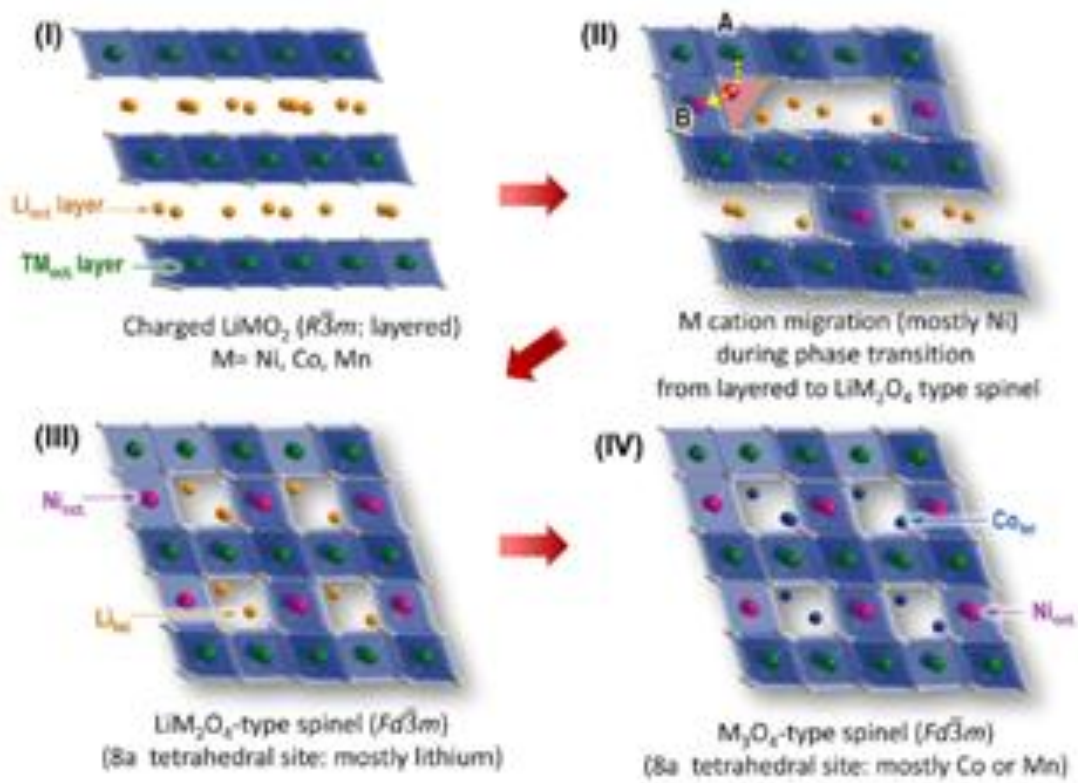 (I)
Li_oct. layer
TM_oct. layer
Charged LiMO₂ (R3̅m: layered)
M= Ni, Co, Mn
(II)
A
B
M cation migration (mostly Ni)
during phase transition
from layered to LiM₂O₄ type spinel
(III)
Ni_oct.
Li_tet.
LiM₂O₄-type spinel (Fd3̅m)
(8a tetrahedral site: mostly lithium)
(IV)
Co_tet.
Ni_oct.
M₃O₄-type spinel (Fd3̅m)
(8a tetrahedral site: mostly Co or Mn)